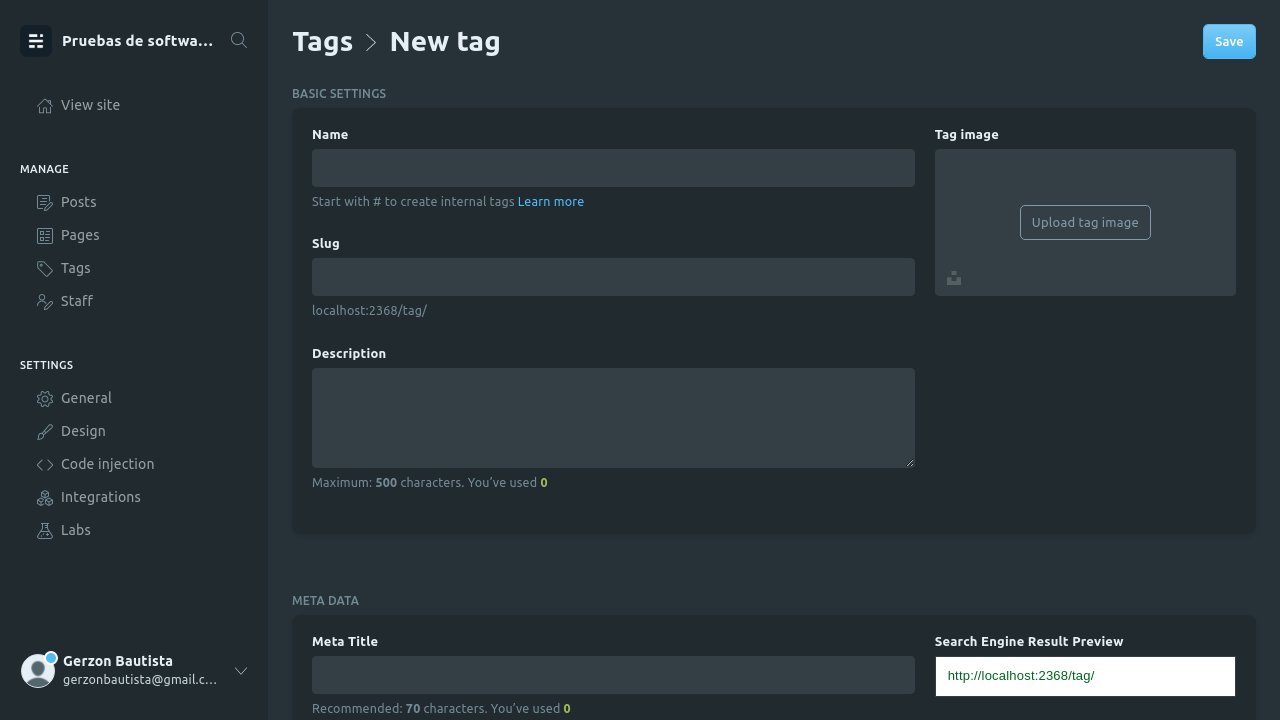 Pruebas de softwa...
View site
MANAGE
Posts
Pages
Tags
Staff
SETTINGS
General
Design
Code injection
Integrations
Labs
Gerzon Bautista
gerzonbautista@gmail.c...
Tags > New tag
Save
BASIC SETTINGS
Name
Start with # to create internal tags Learn more
Slug
localhost:2368/tag/
Description
Maximum: 500 characters. You’ve used 0
Tag image
Upload tag image
META DATA
Meta Title
Recommended: 70 characters. You’ve used 0
Search Engine Result Preview
http://localhost:2368/tag/